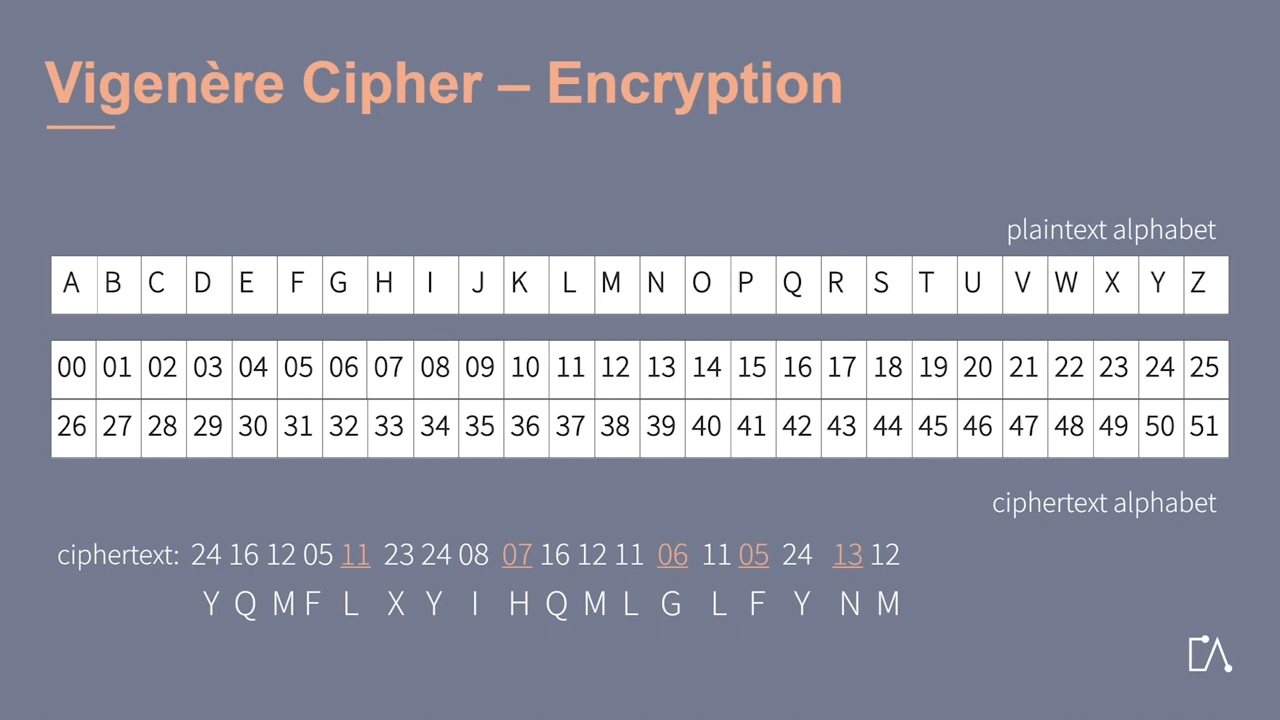 Vigenère Cipher – Encryption
plaintext alphabet
A B C D E F G H I J K L M N O P Q R S T U V W X Y Z
00 01 02 03 04 05 06 07 08 09 10 11 12 13 14 15 16 17 18 19 20 21 22 23 24 25
26 27 28 29 30 31 32 33 34 35 36 37 38 39 40 41 42 43 44 45 46 47 48 49 50 51
ciphertext alphabet
ciphertext: 24 16 12 05 11 23 24 08 07 16 12 11 06 11 05 24 13 12
Y Q M F L X Y I H Q M L G L F Y N M